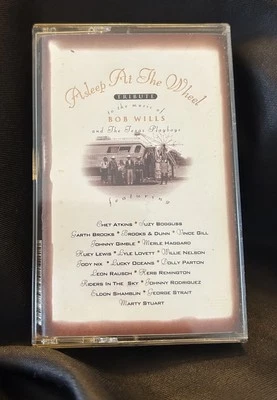 Asleep At The Wheel
TRIBUTE
to the music of
BOB WILLS
and The Texas Playboys
featuring
CHET ATKINS * SUZY BOGGUSS
GARTH BROOKS * BROOKS & DUNN * VINCE GILL
JOHNNY GIMBLE * MERLE HAGGARD
HUEY LEWIS * LYLE LOVETT * WILLIE NELSON
JODY NIX * LUCKY OCEANS * DOLLY PARTON
LEON RAUSCH * HERB REMINGTON
RIDERS IN THE SKY * JOHNNY RODRIGUEZ
ELDON SHAMBLIN * GEORGE STRAIT
MARTY STUART